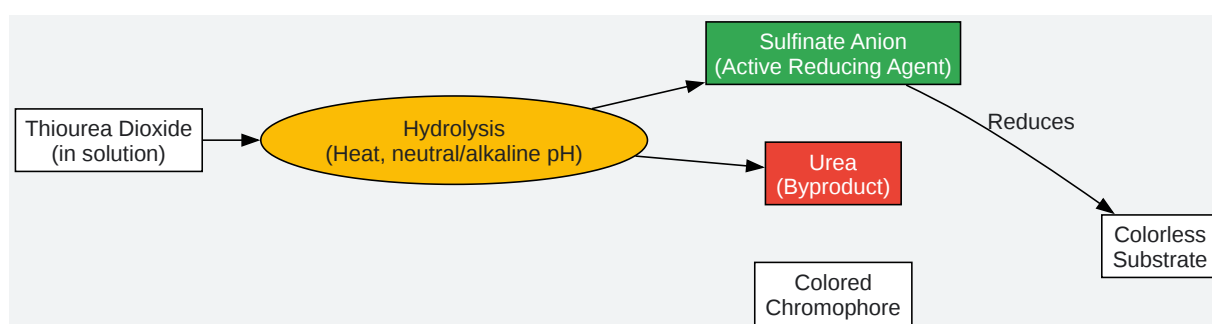 Sulfinate Anion
(Active Reducing Agent)
Thiourea Dioxide
(in solution)
Hydrolysis
(Heat, neutral/alkaline pH)
Reduces
Urea
(Byproduct)
Colorless
Substrate
Colored
Chromophore